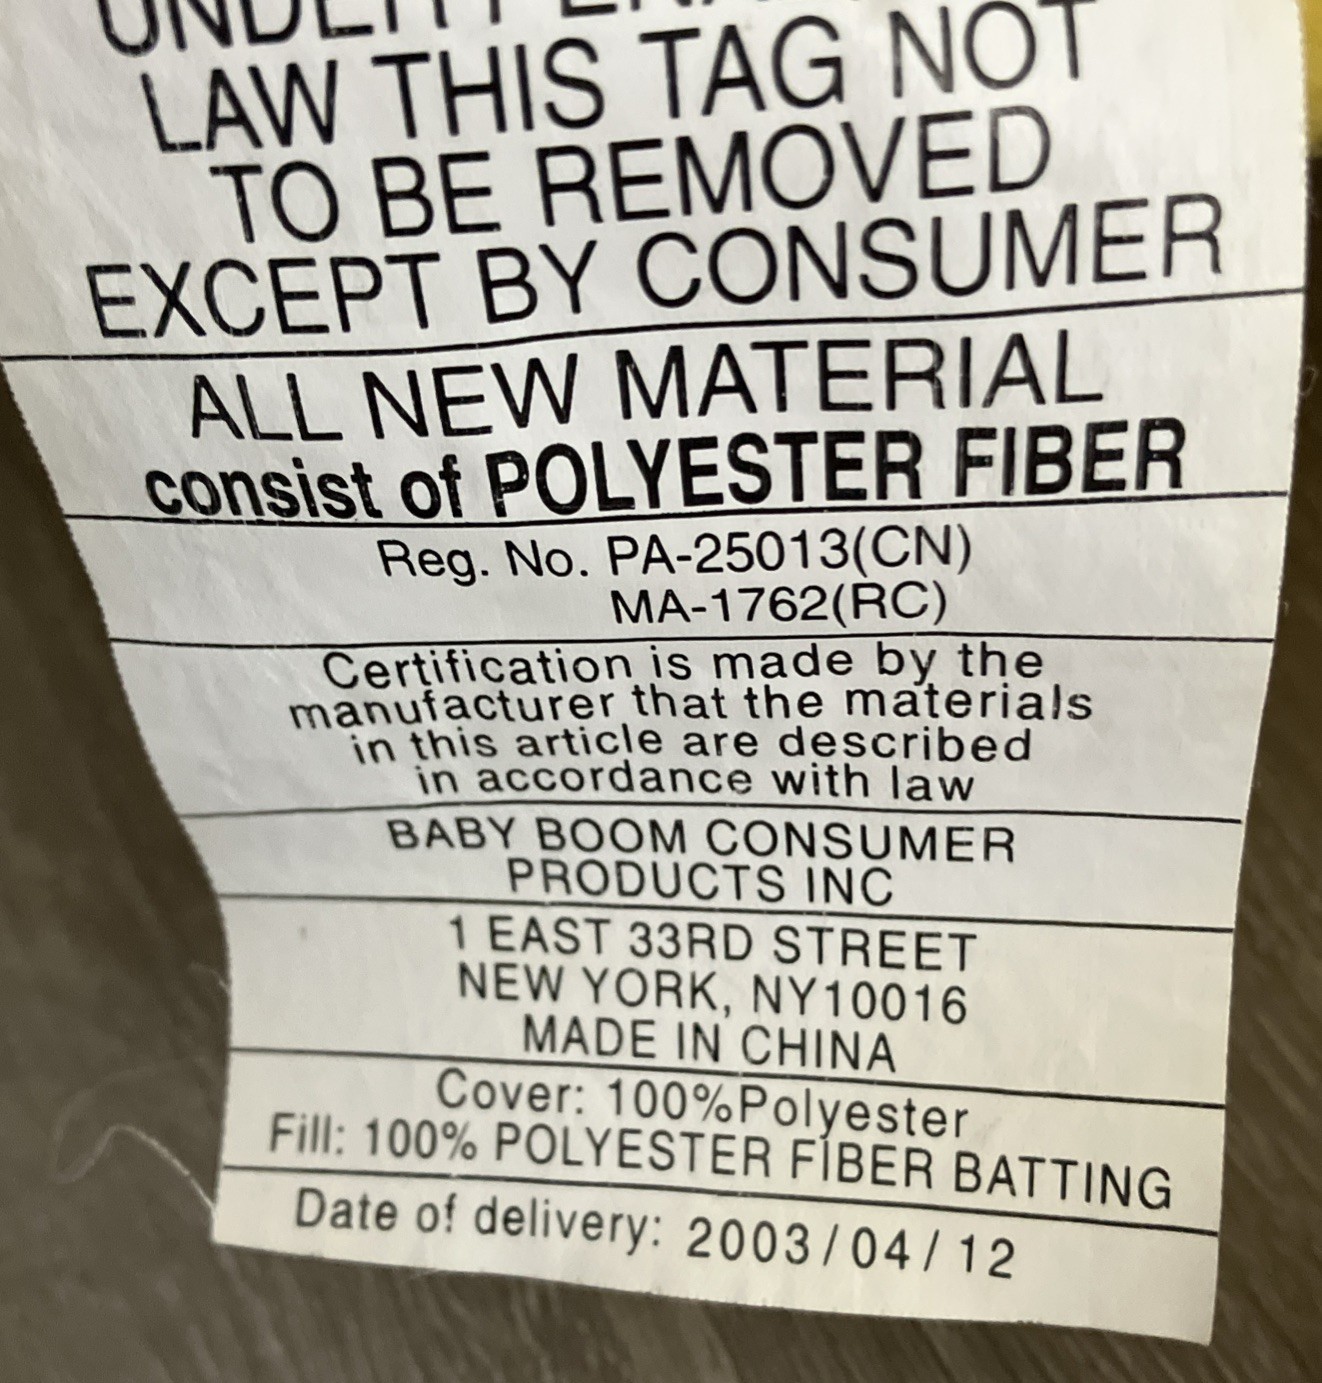 UNDER PENALTY OF
LAW THIS TAG NOT
TO BE REMOVED
EXCEPT BY CONSUMER
ALL NEW MATERIAL
consist of POLYESTER FIBER
Reg. No. PA-25013(CN)
MA-1762(RC)
Certification is made by the
manufacturer that the materials
in this article are described
in accordance with law
BABY BOOM CONSUMER
PRODUCTS INC
1 EAST 33RD STREET
NEW YORK, NY10016
MADE IN CHINA
Cover: 100%Polyester
Fill: 100% POLYESTER FIBER BATTING
Date of delivery: 2003/04/12